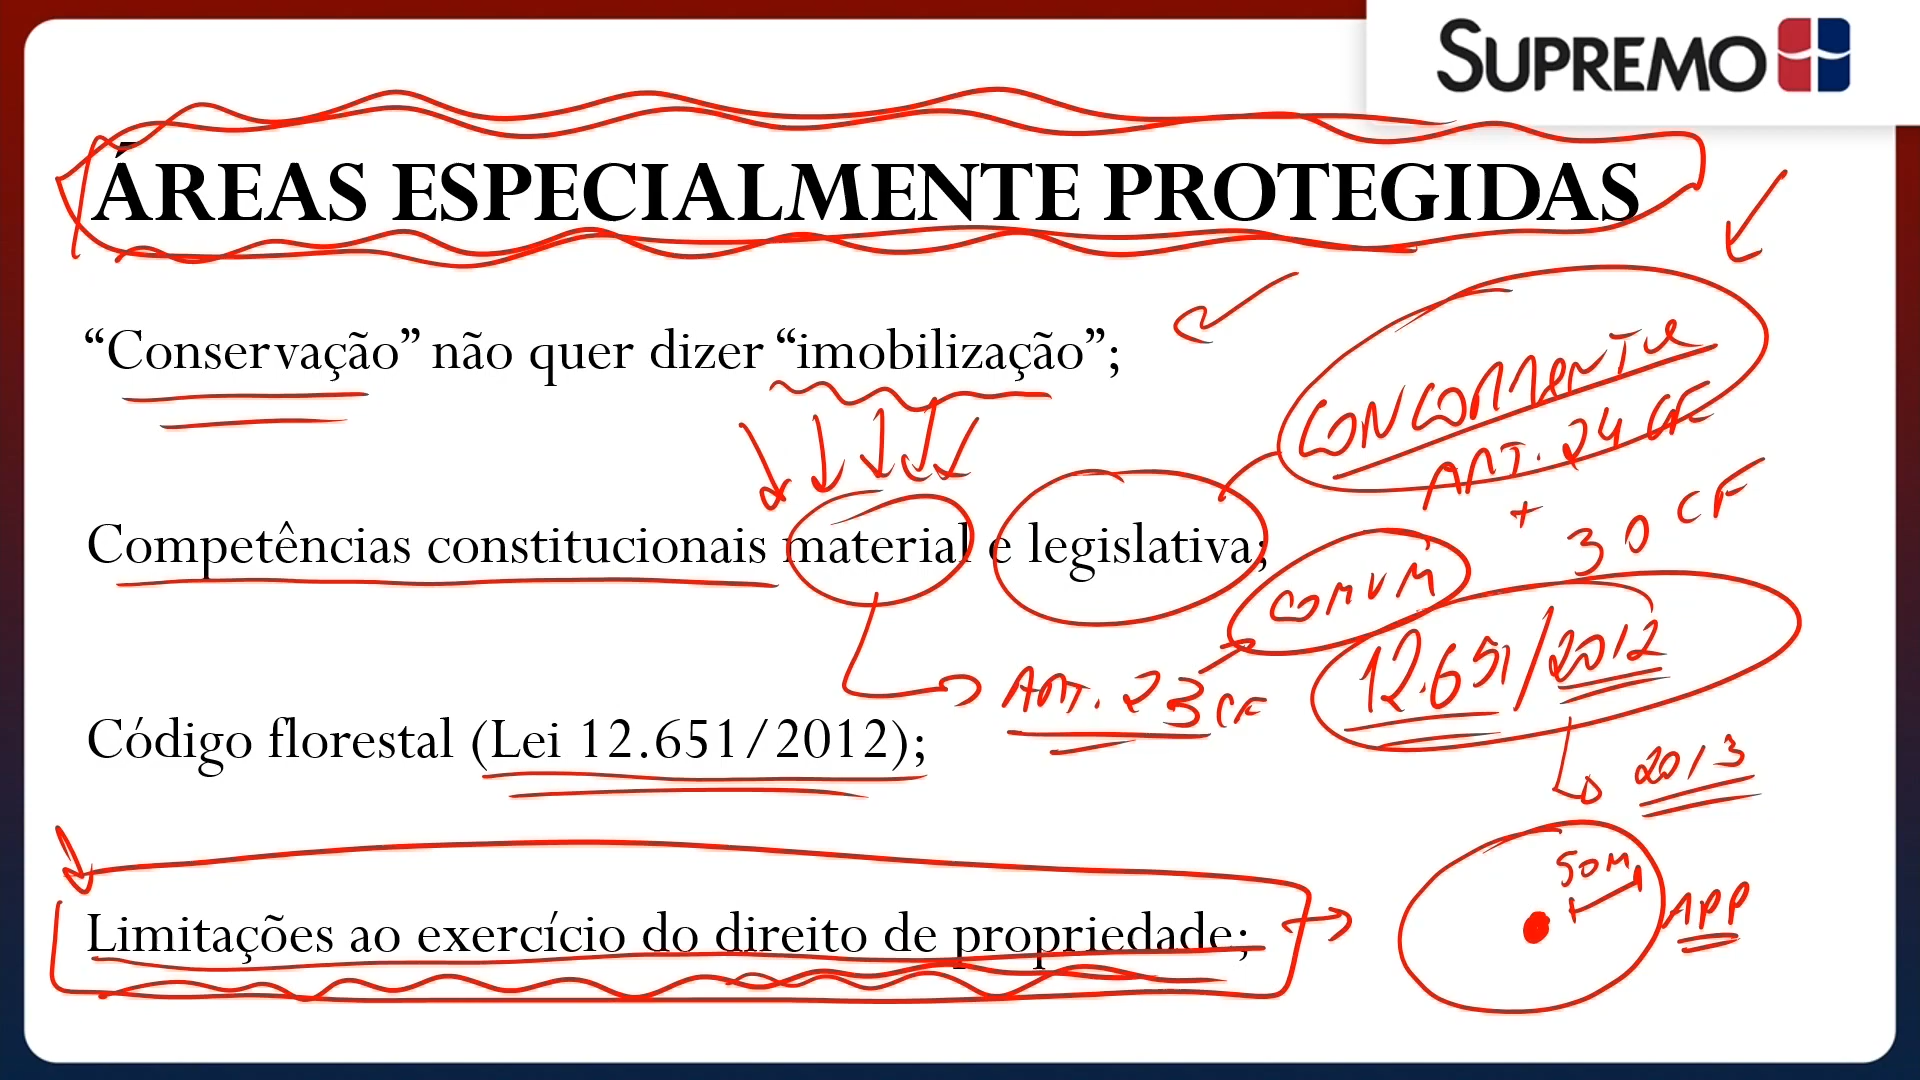 SUPREMO
ÁREAS ESPECIALMENTE PROTEGIDAS
“Conservação” não quer dizer “imobilização”;
CONCORRENTE
ART. 24 CF
+
30 CF
Competências constitucionais material e legislativa;
COMUM
ART. 23 CF
12.651/2012
Código florestal (Lei 12.651/2012);
2013
50M
APP
Limitações ao exercício do direito de propriedade;